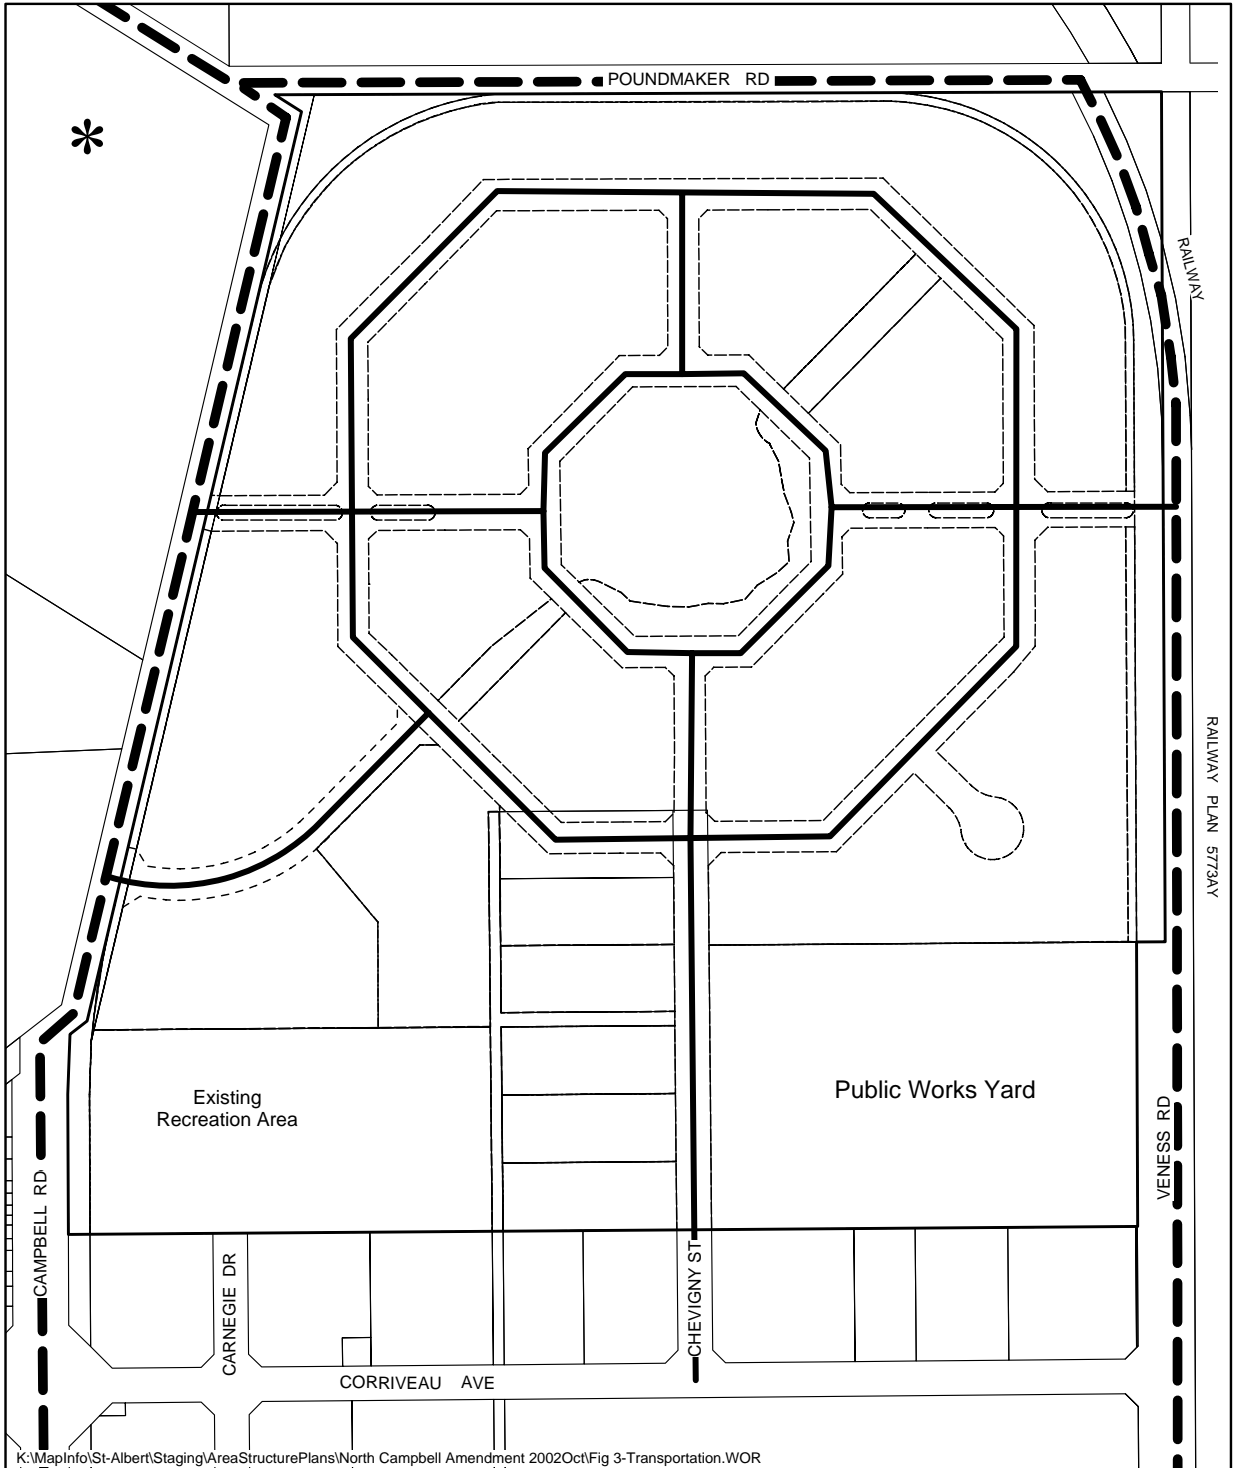 POUNDMAKER RD
*
RAILWAY
RAILWAY PLAN 5773AY
Existing
Recreation Area
Public Works Yard
VENESS RD
CAMPBELL RD
CARNEGIE DR
CHEVIGNY ST
CORRIVEAU AVE
K:\MapInfo\St-Albert\Staging\AreaStructurePlans\North Campbell Amendment 2002Oct\Fig 3-Transportation.WOR